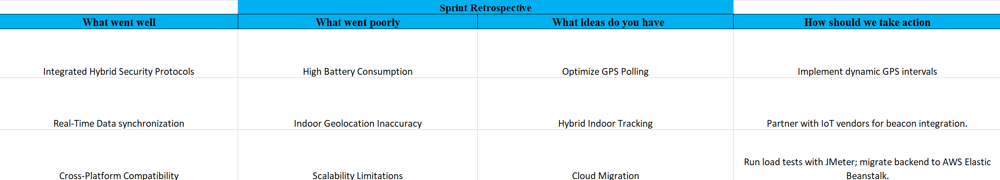 Sprint Retrospective
What went well
What went poorly
What ideas do you have
How should we take action
Integrated Hybrid Security Protocols
High Battery Consumption
Optimize GPS Polling
Implement dynamic GPS intervals
Real-Time Data synchronization
Indoor Geolocation Inaccuracy
Hybrid Indoor Tracking
Partner with IoT vendors for beacon integration.
Cross-Platform Compatibility
Scalability Limitations
Cloud Migration
Run load tests with JMeter; migrate backend to AWS Elastic
Beanstalk.